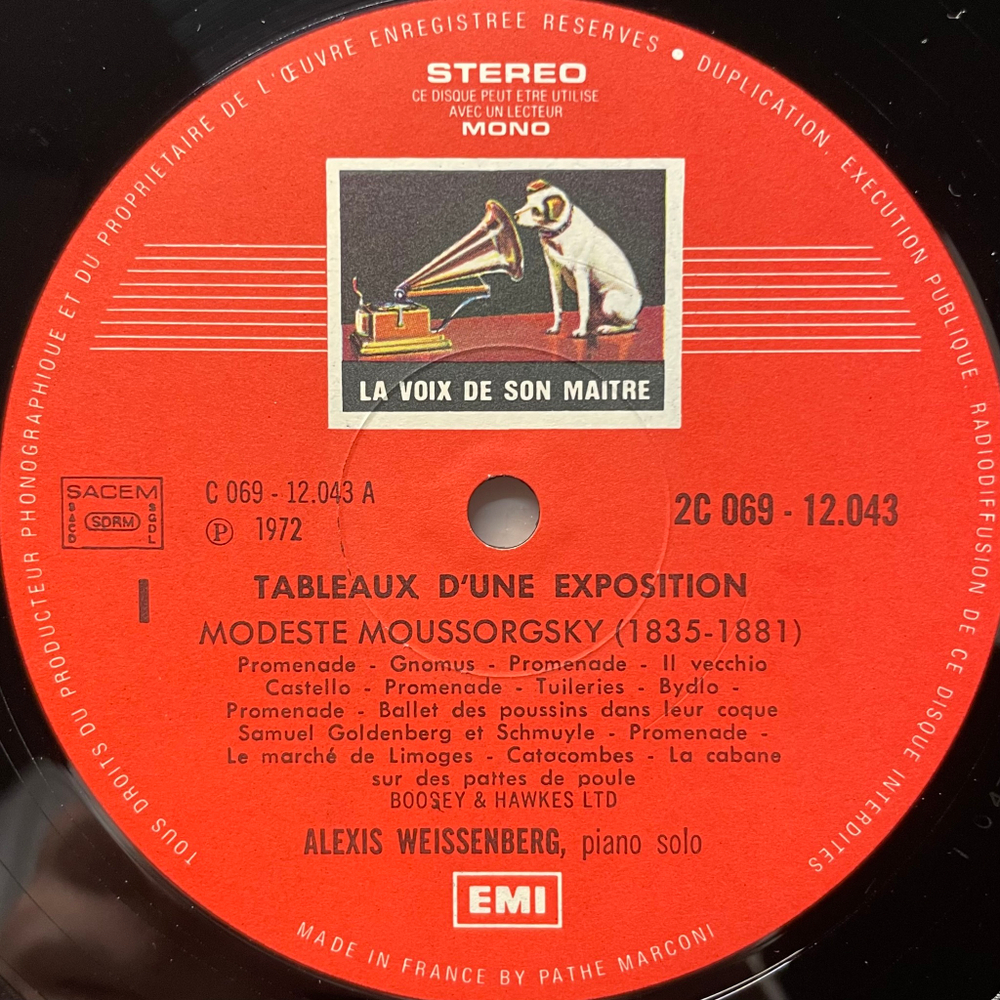 TOUS DROITS DU PRODUCTEUR PHONOGRAPHIQUE ET DU PROPRIETAIRE DE L'ŒUVRE ENREGISTREE RESERVES • DUPLICATION, EXECUTION PUBLIQUE, RADIODIFFUSION DE CE DISQUE INTERDITES
STEREO
CE DISQUE PEUT ETRE UTILISE
AVEC UN LECTEUR
MONO
LA VOIX DE SON MAITRE
SACEM
SACD
SDRM
SGDL
C 069 - 12.043 A
℗ 1972
2C 069 - 12.043
I
TABLEAUX D'UNE EXPOSITION
MODESTE MOUSSORGSKY (1835-1881)
Promenade - Gnomus - Promenade - Il vecchio
Castello - Promenade - Tuileries - Bydlo -
Promenade - Ballet des poussins dans leur coque
Samuel Goldenberg et Schmuyle - Promenade -
Le marché de Limoges - Catacombes - La cabane
sur des pattes de poule
BOOSEY & HAWKES LTD
ALEXIS WEISSENBERG, piano solo
EMI
MADE IN FRANCE BY PATHE MARCONI